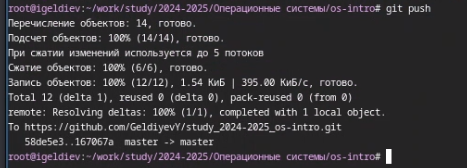 root@igeldiev:~/work/study/2024-2025/Операционные системы/os-intro# git push
Перечисление объектов: 14, готово.
Подсчет объектов: 100% (14/14), готово.
При сжатии изменений используется до 5 потоков
Сжатие объектов: 100% (6/6), готово.
Запись объектов: 100% (12/12), 1.54 КиБ | 395.00 КиБ/с, готово.
Total 12 (delta 1), reused 0 (delta 0), pack-reused 0 (from 0)
remote: Resolving deltas: 100% (1/1), completed with 1 local object.
To https://github.com/GeldiyevY/study_2024-2025_os-intro.git
   58de5e3..167067a  master -> master
root@igeldiev:~/work/study/2024-2025/Операционные системы/os-intro#